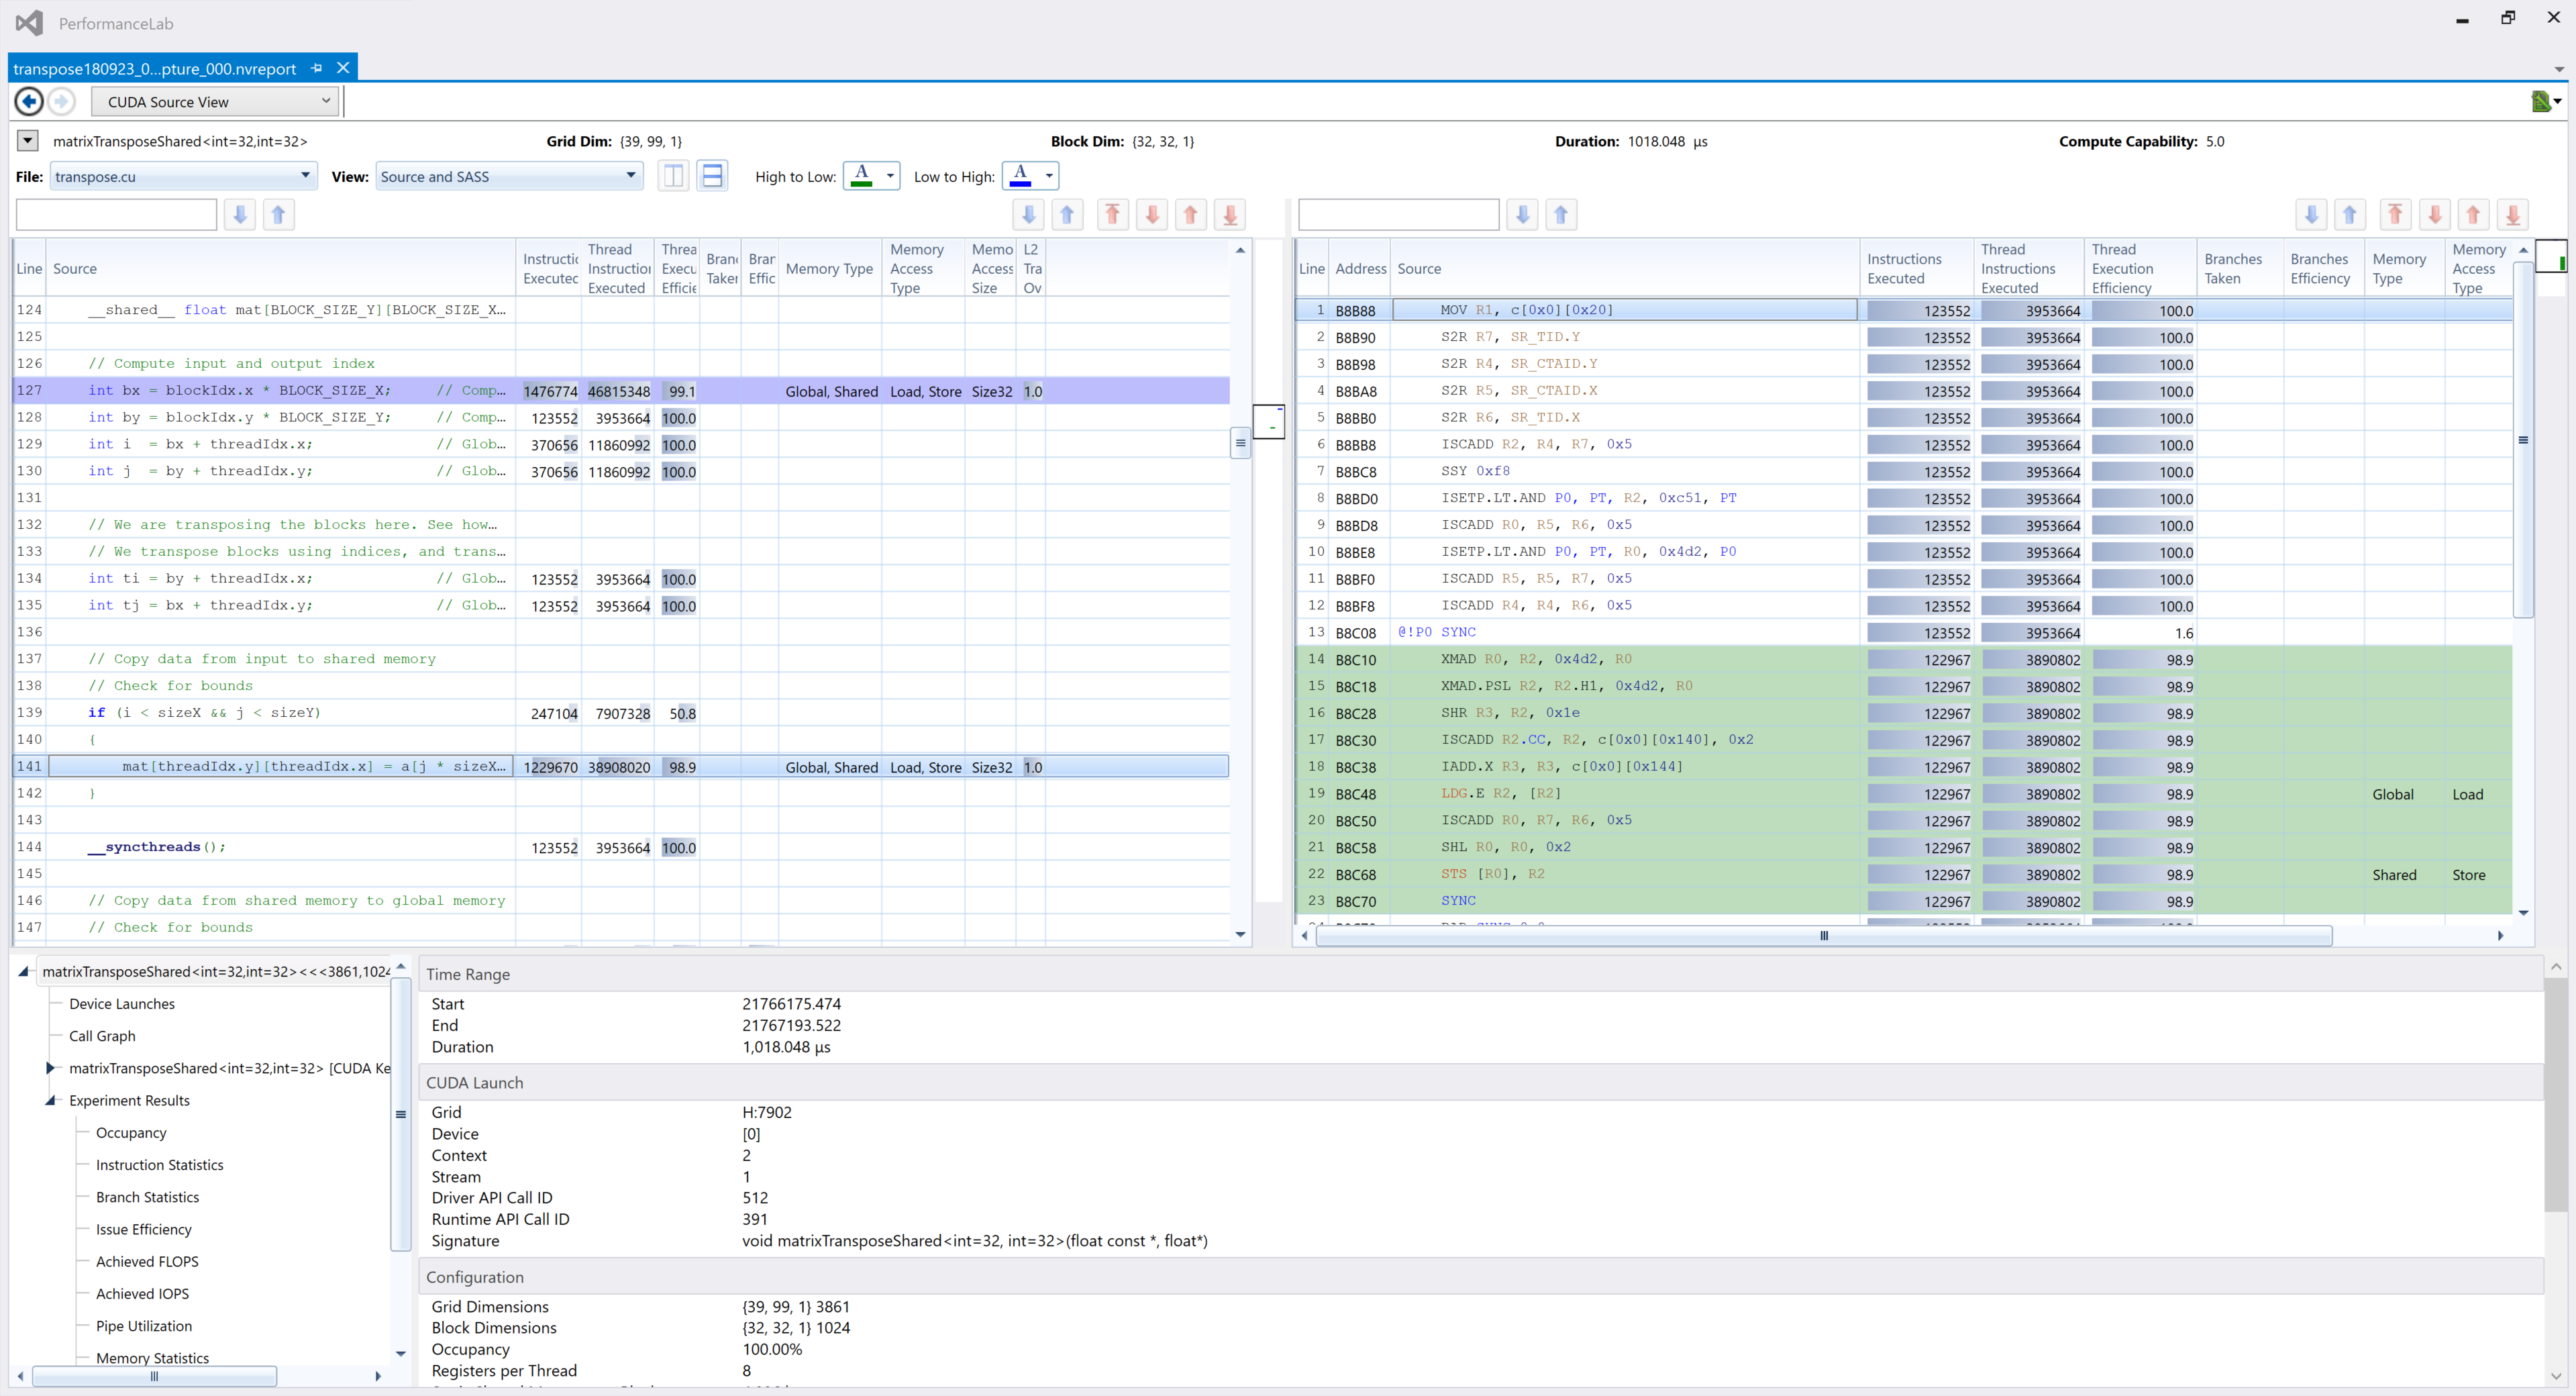 PerformanceLab
transpose180923_0...pture_000.nvreport
CUDA Source View
matrixTransposeShared<int=32,int=32> Grid Dim: {39, 99, 1} Block Dim: {32, 32, 1} Duration: 1018.048 µs Compute Capability: 5.0
File: transpose.cu View: Source and SASS High to Low: A Low to High: A
Line Source Instructic Executec Thread Instructior Executed Threa Execu Efficie Bran Taker Brar Effic Memory Type Memory Access Type Memo Access Size L2 Tra Ov
124 __shared__ float mat[BLOCK_SIZE_Y][BLOCK_SIZE_X...
125
126 // Compute input and output index
127 int bx = blockIdx.x * BLOCK_SIZE_X; // Comp... 1476774 46815348 99.1 Global, Shared Load, Store Size32 1.0
128 int by = blockIdx.y * BLOCK_SIZE_Y; // Comp... 123552 3953664 100.0
129 int i = bx + threadIdx.x; // Glob... 370656 11860992 100.0
130 int j = by + threadIdx.y; // Glob... 370656 11860992 100.0
131
132 // We are transposing the blocks here. See how...
133 // We transpose blocks using indices, and trans...
134 int ti = by + threadIdx.x; // Glob... 123552 3953664 100.0
135 int tj = bx + threadIdx.y; // Glob... 123552 3953664 100.0
136
137 // Copy data from input to shared memory
138 // Check for bounds
139 if (i < sizeX && j < sizeY) 247104 7907328 50.8
140 {
141 mat[threadIdx.y][threadIdx.x] = a[j * sizeX... 1229670 38908020 98.9 Global, Shared Load, Store Size32 1.0
142 }
143
144 __syncthreads(); 123552 3953664 100.0
145
146 // Copy data from shared memory to global memory
147 // Check for bounds
Line Address Source Instructions Executed Thread Instructions Executed Thread Execution Efficiency Branches Taken Branches Efficiency Memory Type Memory Access Type
1 B8B88 MOV R1, c[0x0][0x20] 123552 3953664 100.0
2 B8B90 S2R R7, SR_TID.Y 123552 3953664 100.0
3 B8B98 S2R R4, SR_CTAID.Y 123552 3953664 100.0
4 B8BA8 S2R R5, SR_CTAID.X 123552 3953664 100.0
5 B8BB0 S2R R6, SR_TID.X 123552 3953664 100.0
6 B8BB8 ISCADD R2, R4, R7, 0x5 123552 3953664 100.0
7 B8BC8 SSY 0xf8 123552 3953664 100.0
8 B8BD0 ISETP.LT.AND P0, PT, R2, 0xc51, PT 123552 3953664 100.0
9 B8BD8 ISCADD R0, R5, R6, 0x5 123552 3953664 100.0
10 B8BE8 ISETP.LT.AND P0, PT, R0, 0x4d2, P0 123552 3953664 100.0
11 B8BF0 ISCADD R5, R5, R7, 0x5 123552 3953664 100.0
12 B8BF8 ISCADD R4, R4, R6, 0x5 123552 3953664 100.0
13 B8C08 @!P0 SYNC 123552 3953664 1.6
14 B8C10 XMAD R0, R2, 0x4d2, R0 122967 3890802 98.9
15 B8C18 XMAD.PSL R2, R2.H1, 0x4d2, R0 122967 3890802 98.9
16 B8C28 SHR R3, R2, 0x1e 122967 3890802 98.9
17 B8C30 ISCADD R2.CC, R2, c[0x0][0x140], 0x2 122967 3890802 98.9
18 B8C38 IADD.X R3, R3, c[0x0][0x144] 122967 3890802 98.9
19 B8C48 LDG.E R2, [R2] 122967 3890802 98.9 Global Load
20 B8C50 ISCADD R0, R7, R6, 0x5 122967 3890802 98.9
21 B8C58 SHL R0, R0, 0x2 122967 3890802 98.9
22 B8C68 STS [R0], R2 122967 3890802 98.9 Shared Store
23 B8C70 SYNC 122967 3890802 98.9
matrixTransposeShared<int=32,int=32><<<3861,1024
Device Launches
Call Graph
matrixTransposeShared<int=32,int=32> [CUDA Ke
Experiment Results
Occupancy
Instruction Statistics
Branch Statistics
Issue Efficiency
Achieved FLOPS
Achieved IOPS
Pipe Utilization
Memory Statistics
Time Range
Start 21766175.474
End 21767193.522
Duration 1,018.048 µs
CUDA Launch
Grid H:7902
Device [0]
Context 2
Stream 1
Driver API Call ID 512
Runtime API Call ID 391
Signature void matrixTransposeShared<int=32, int=32>(float const *, float*)
Configuration
Grid Dimensions {39, 99, 1} 3861
Block Dimensions {32, 32, 1} 1024
Occupancy 100.00%
Registers per Thread 8